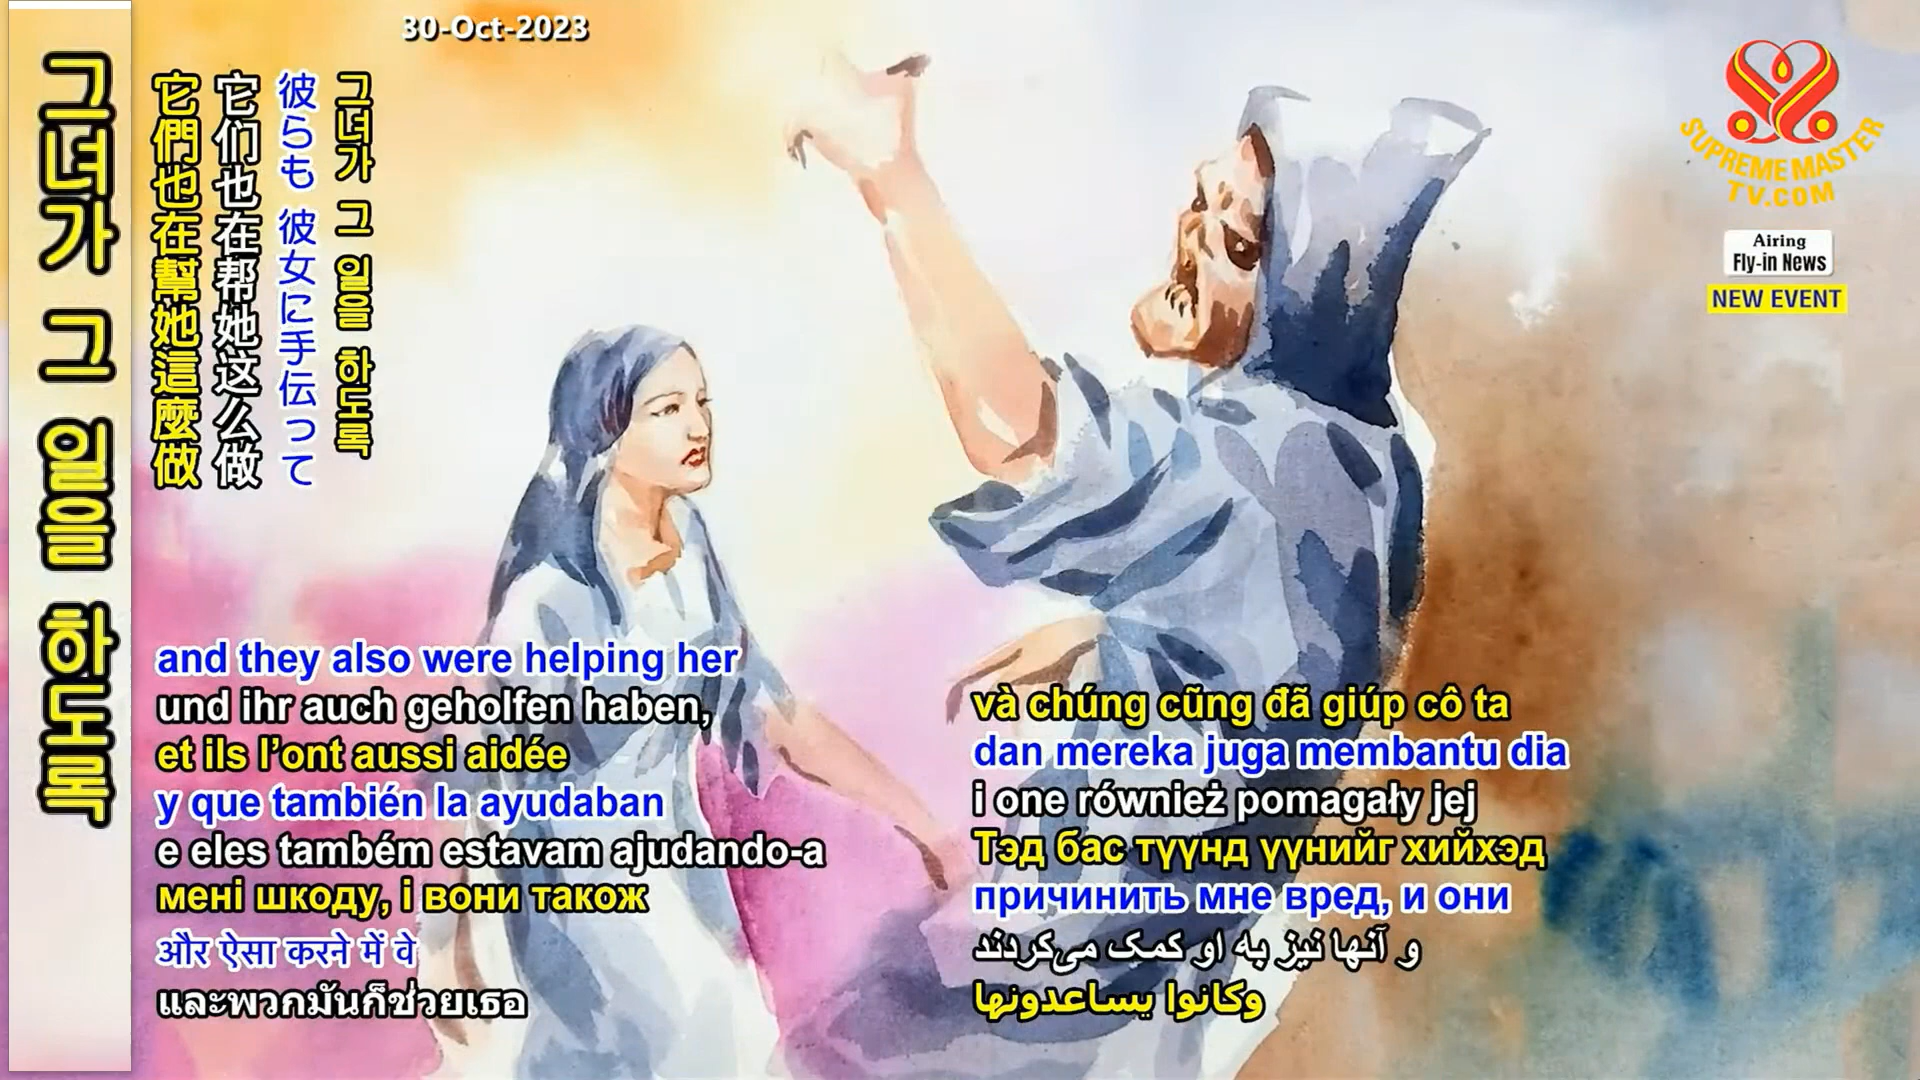 30-Oct-2023
그녀가 그 일을 하도록
它們也在幫她這麼做
它们也在帮她这么做
彼らも 彼女に手伝って
그녀가 그 일을 하도록
SUPREME MASTER
TV.COM
Airing
Fly-in News
NEW EVENT
and they also were helping her
und ihr auch geholfen haben,
et ils l’ont aussi aidée
y que también la ayudaban
e eles também estavam ajudando-a
мені шкоду, і вони також
और ऐसा करने में वे
และพวกมันก็ช่วยเธอ
và chúng cũng đã giúp cô ta
dan mereka juga membantu dia
i one również pomagały jej
Тэд бас түүнд үүнийг хийхэд
причинить мне вред, и они
و آنها نیز به او کمک می‌کردند
وكانوا يساعدونها